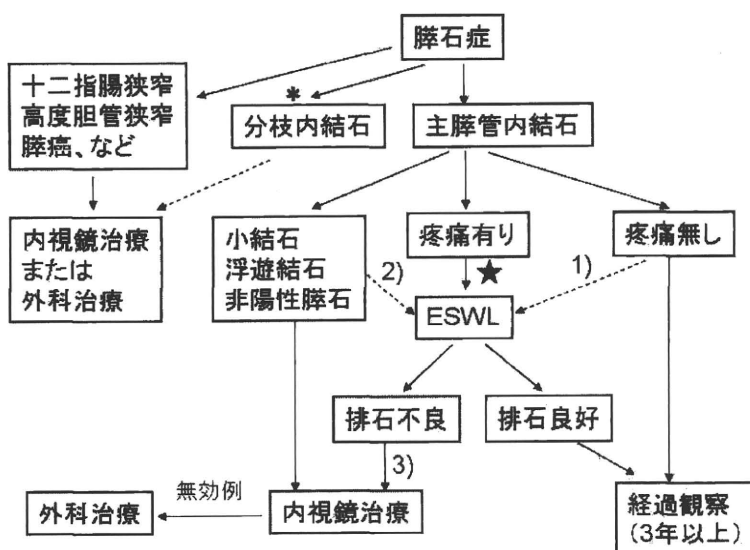 膵石症
十二指腸狭窄
高度胆管狭窄
膵癌、など
*
分枝内結石
主膵管内結石
内視鏡治療
または
外科治療
小結石
浮遊結石
非陽性膵石
2)
疼痛有り
★
1)
疼痛無し
ESWL
排石不良
排石良好
3)
外科治療
無効例
内視鏡治療
経過観察
(3年以上)